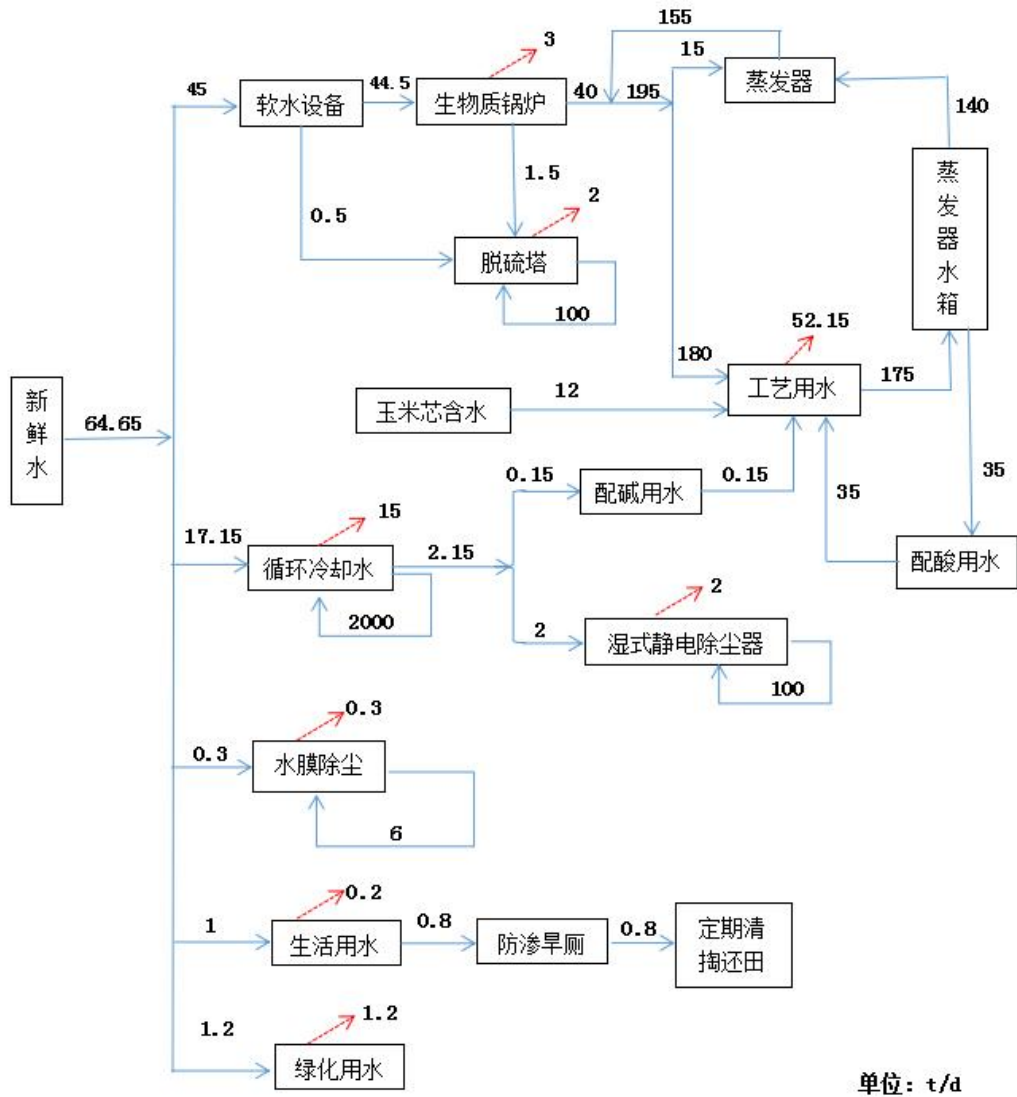 155
3
15
蒸发器
45
软水设备
44.5
生物质锅炉
40
195
140
1.5
蒸发器水箱
0.5
2
脱硫塔
100
52.15
180
工艺用水
175
新鲜水
64.65
玉米芯含水
12
0.15
配碱用水
0.15
35
35
15
17.15
循环冷却水
2.15
配酸用水
2000
2
2
湿式静电除尘器
100
0.3
0.3
水膜除尘
6
0.2
1
生活用水
0.8
防渗旱厕
0.8
定期清
掏还田
1.2
1.2
绿化用水
单位：t/d